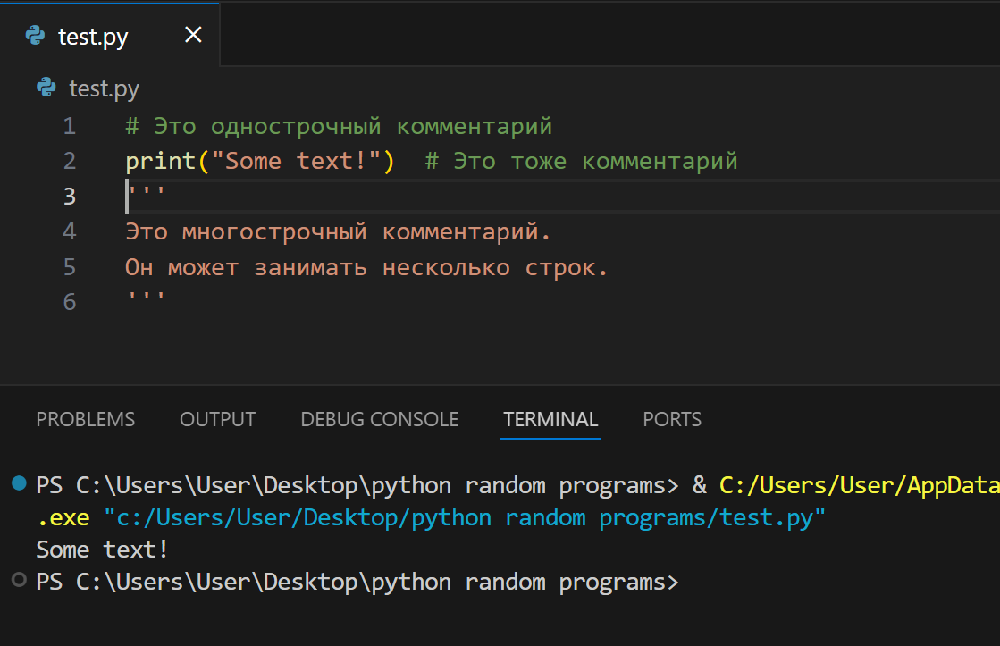 test.py ×
test.py
1 # Это однострочный комментарий
2 print("Some text!")  # Это тоже комментарий
3 '''
4 Это многострочный комментарий.
5 Он может занимать несколько строк.
6 '''
PROBLEMS OUTPUT DEBUG CONSOLE TERMINAL PORTS
PS C:\Users\User\Desktop\python random programs> & C:/Users/User/AppData
.exe "c:/Users/User/Desktop/python random programs/test.py"
Some text!
PS C:\Users\User\Desktop\python random programs>